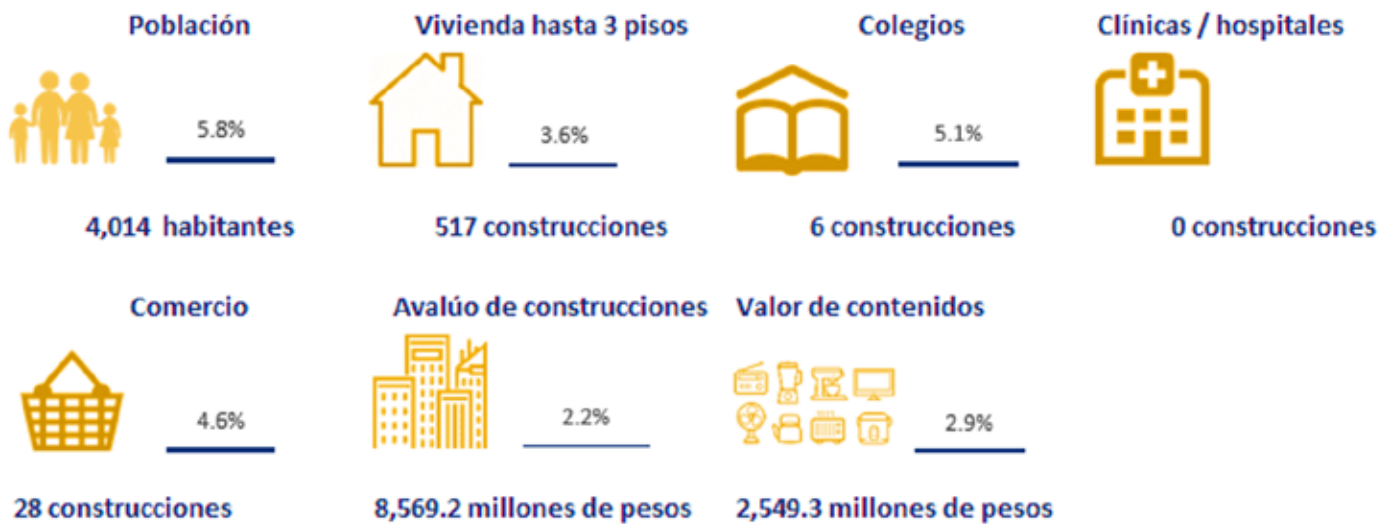 Población
Vivienda hasta 3 pisos
Colegios
Clínicas / hospitales
5.8%
3.6%
5.1%
4,014 habitantes
517 construcciones
6 construcciones
0 construcciones
Comercio
Avalúo de construcciones
Valor de contenidos
4.6%
2.2%
2.9%
28 construcciones
8,569.2 millones de pesos
2,549.3 millones de pesos